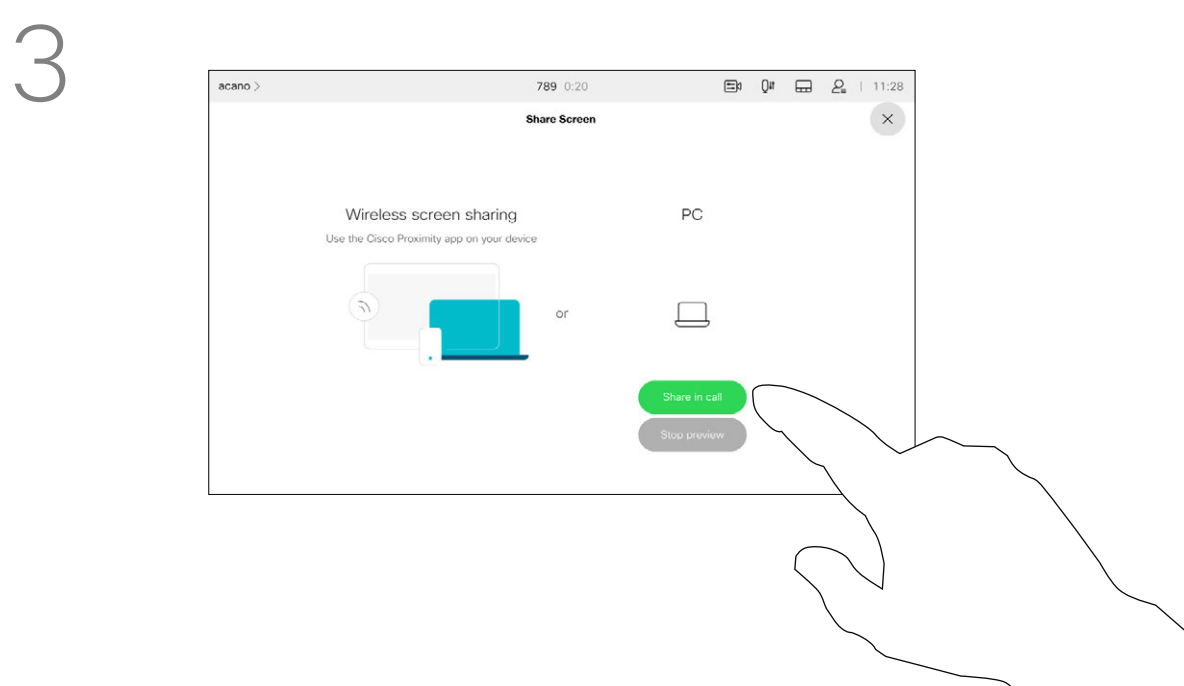 3
acano >
789 0:20
11:28
Share Screen
Wireless screen sharing
Use the Cisco Proximity app on your device
or
PC
Share in call
Stop preview